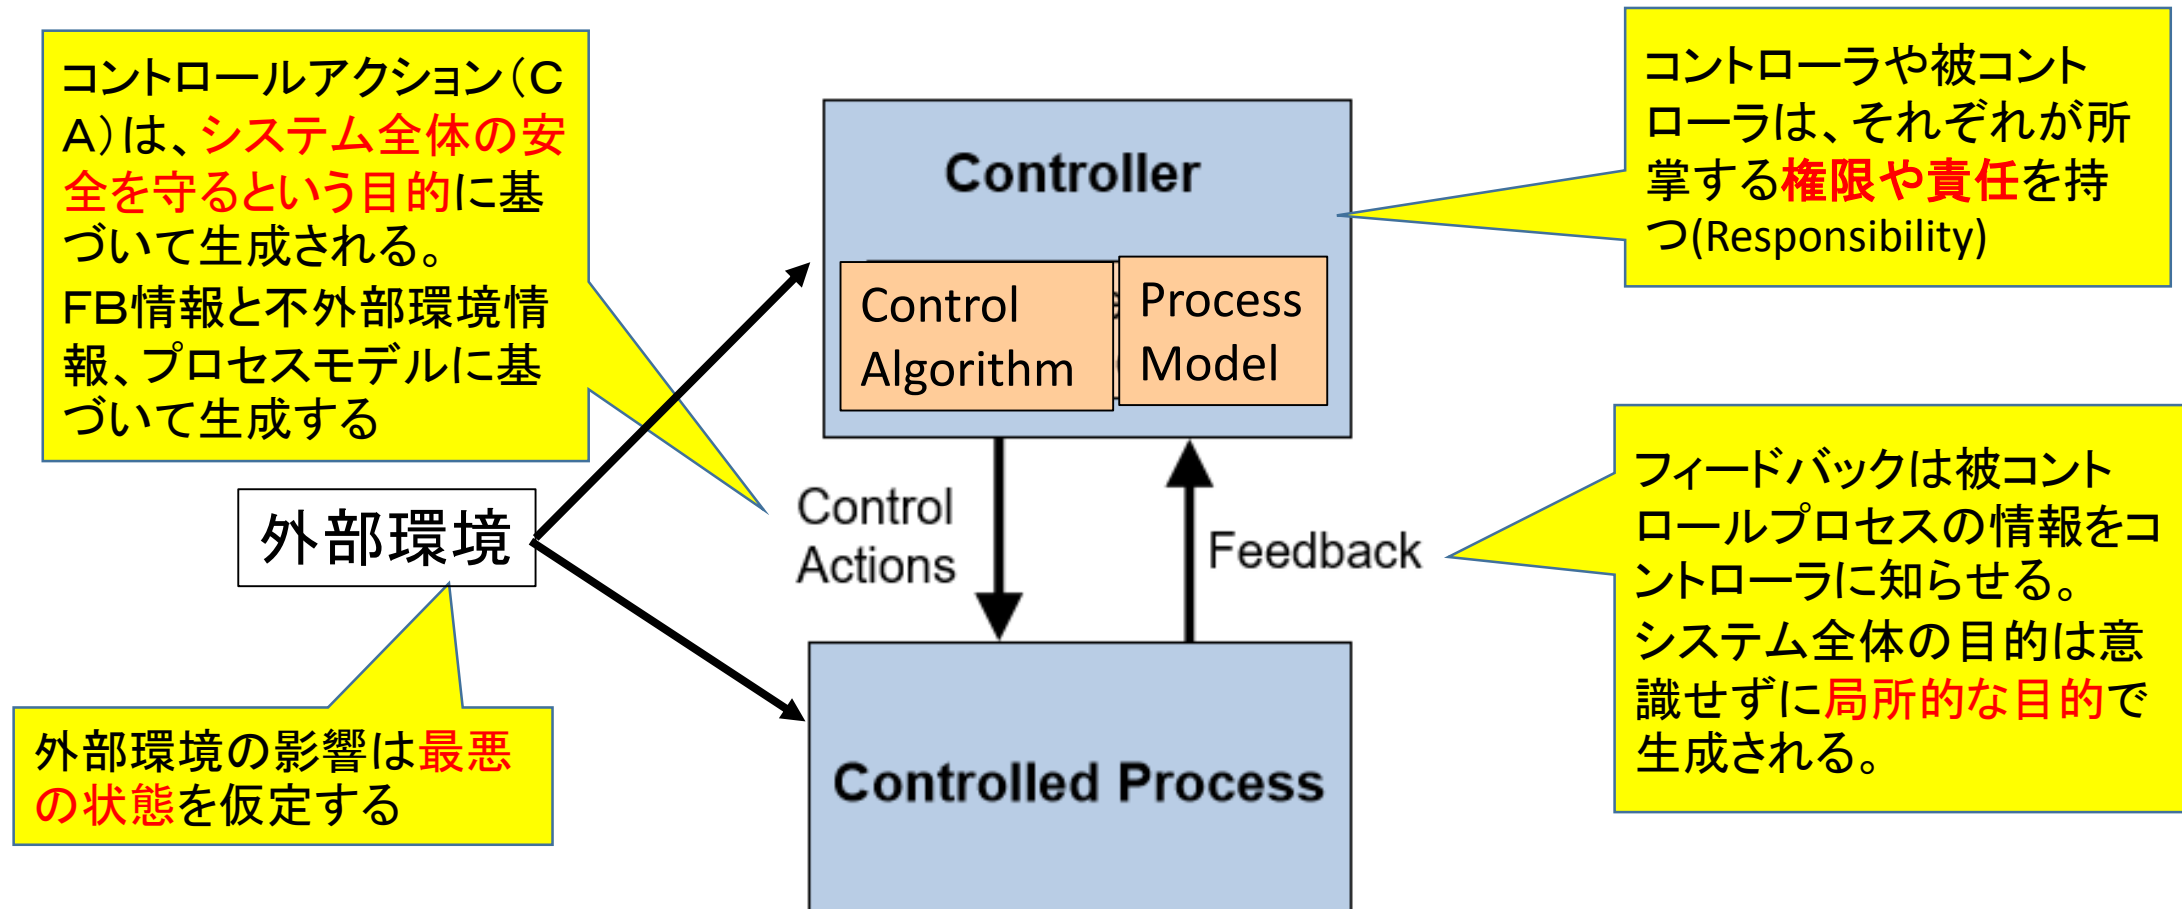 コントロールアクション（C
A）は、システム全体の安
全を守るという目的に基
づいて生成される。
FB情報と不外部環境情
報、プロセスモデルに基
づいて生成する
コントローラや被コント
ローラは、それぞれが所
掌する権限や責任を持
つ(Responsibility)
Controller
Control
Algorithm
Process
Model
外部環境
Control
Actions
Feedback
フィードバックは被コント
ロールプロセスの情報をコ
ントローラに知らせる。
システム全体の目的は意
識せずに局所的な目的で
生成される。
外部環境の影響は最悪
の状態を仮定する
Controlled Process